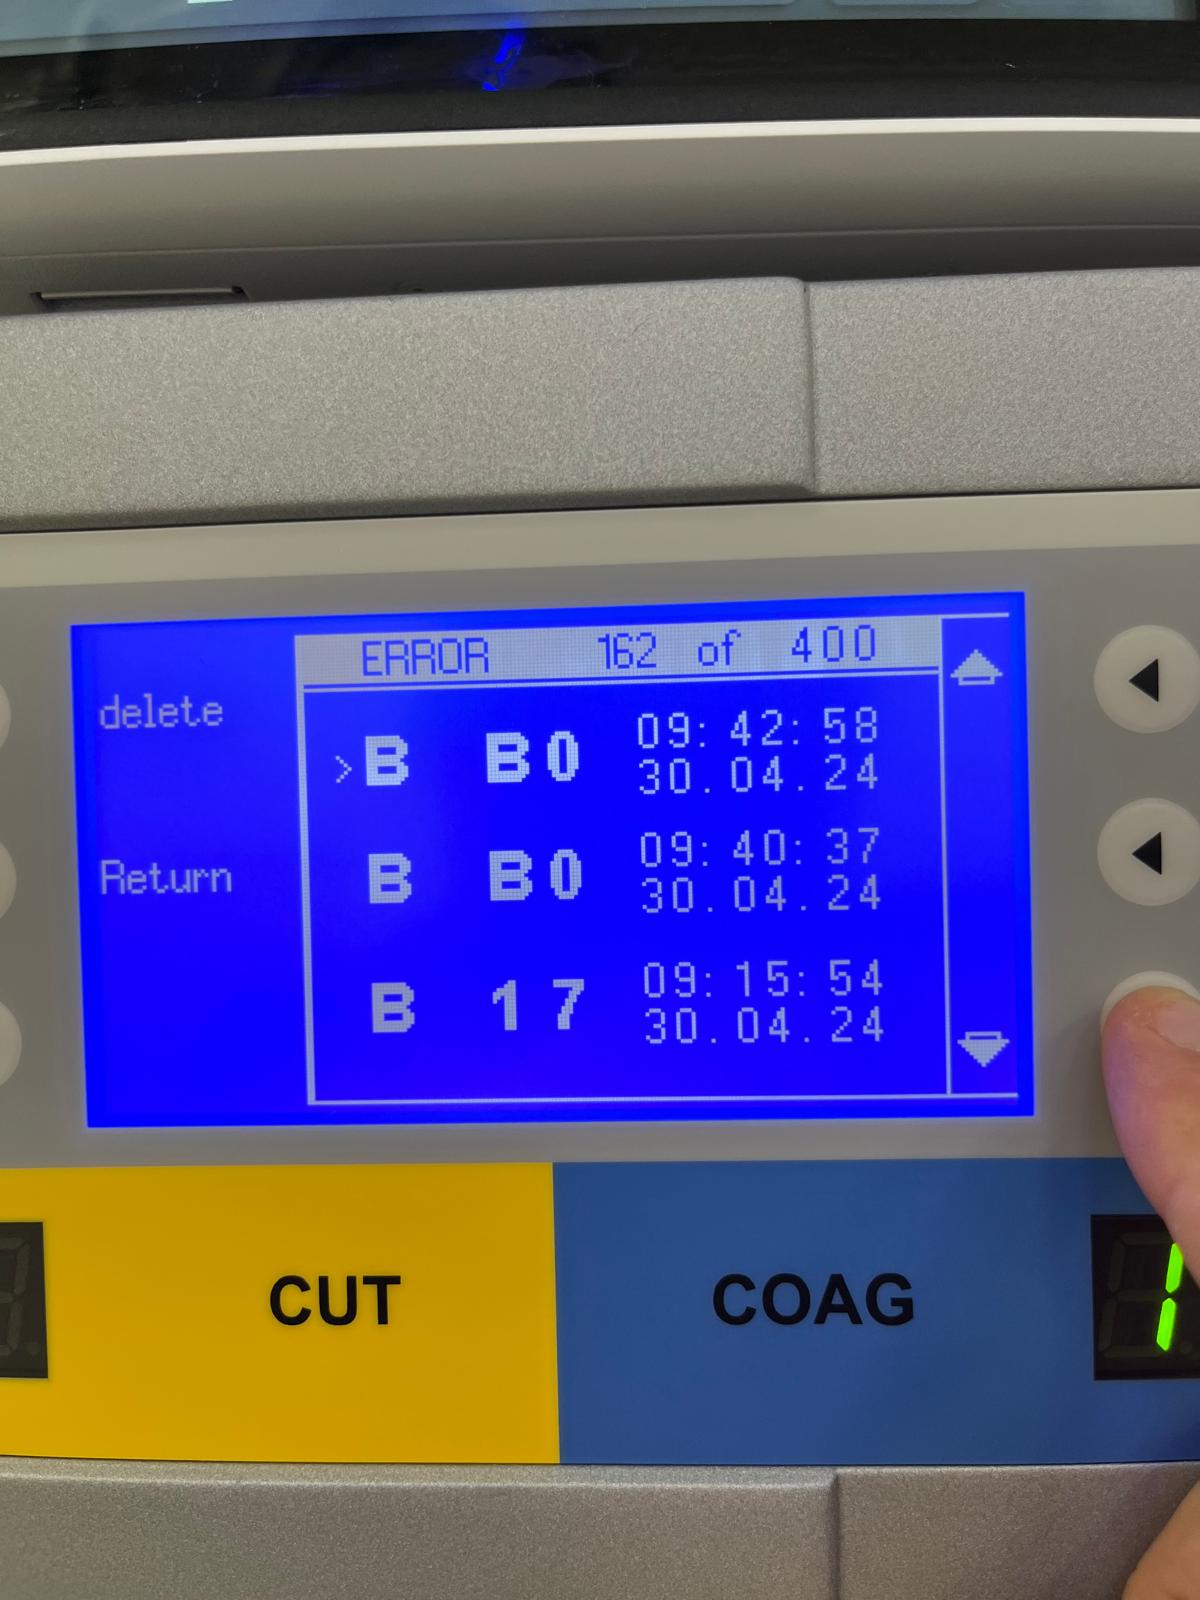 ERROR 162 of 400
delete
>B B0 09:42:58
30.04.24
Return
B B0 09:40:37
30.04.24
B 17 09:15:54
30.04.24
CUT COAG